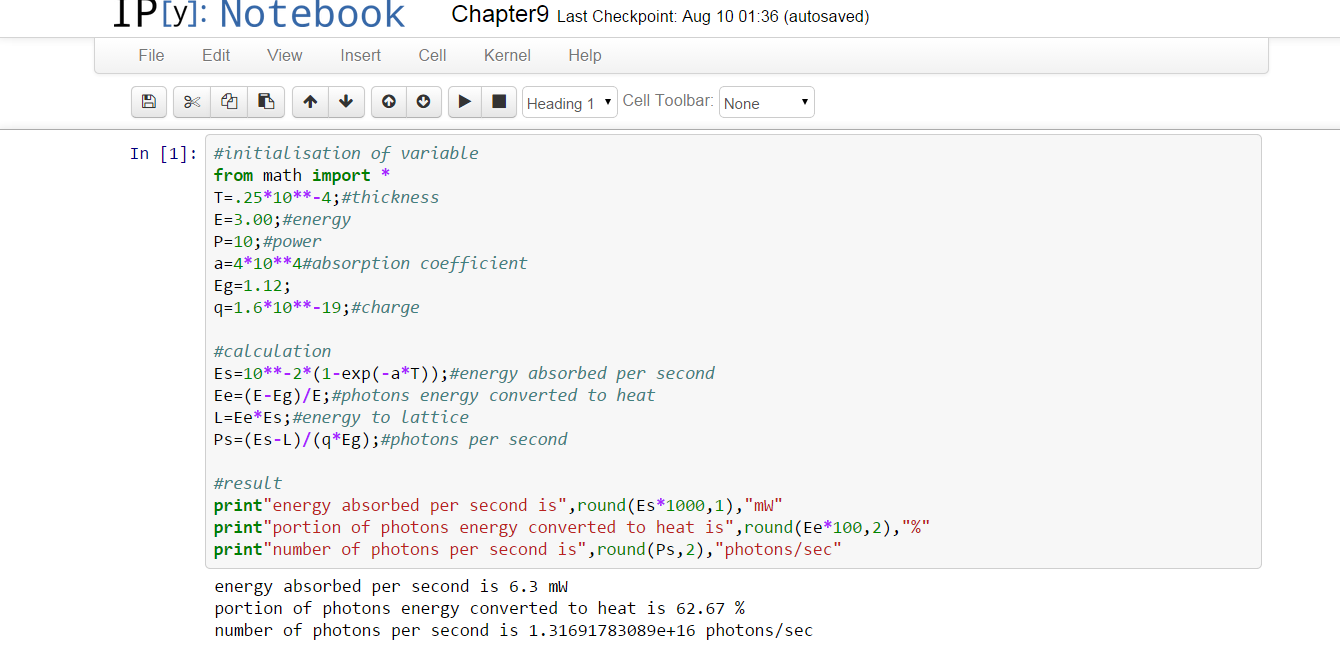 IP[y]: Notebook Chapter9 Last Checkpoint: Aug 10 01:36 (autosaved)
File Edit View Insert Cell Kernel Help
Heading 1 Cell Toolbar: None
In [1]: #initialisation of variable
from math import *
T=.25*10**-4;#thickness
E=3.00;#energy
P=10;#power
a=4*10**4#absorption coefficient
Eg=1.12;
q=1.6*10**-19;#charge
#calculation
Es=10**-2*(1-exp(-a*T));#energy absorbed per second
Ee=(E-Eg)/E;#photons energy converted to heat
L=Ee*Es;#energy to lattice
Ps=(Es-L)/(q*Eg);#photons per second
#result
print"energy absorbed per second is",round(Es*1000,1),"mW"
print"portion of photons energy converted to heat is",round(Ee*100,2),"%"
print"number of photons per second is",round(Ps,2),"photons/sec"
energy absorbed per second is 6.3 mW
portion of photons energy converted to heat is 62.67 %
number of photons per second is 1.31691783089e+16 photons/sec